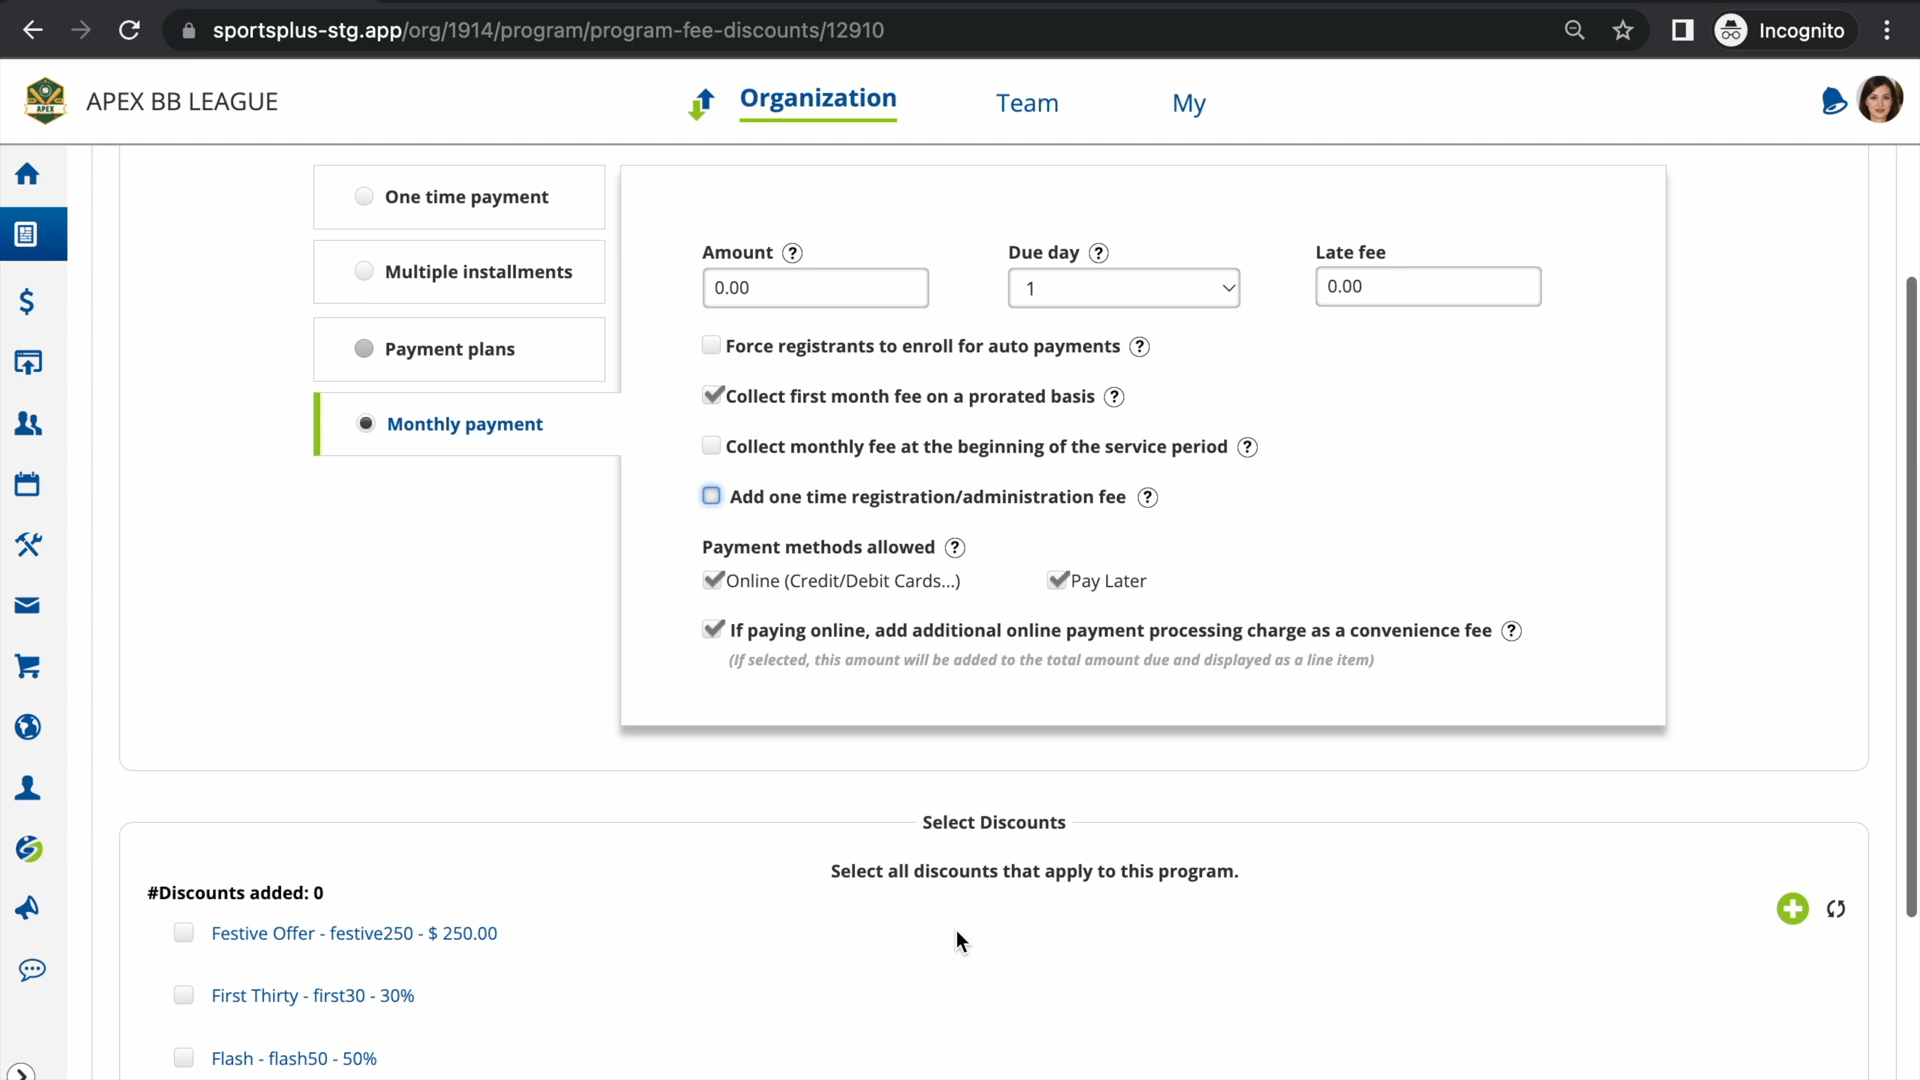 sportsplus-stg.app/org/1914/program/program-fee-discounts/12910
Incognito
APEX
APEX BB LEAGUE
Organization
Team
My
One time payment
Multiple installments
Payment plans
Monthly payment
Amount ?
Due day ?
Late fee
0.00
1
0.00
Force registrants to enroll for auto payments ?
Collect first month fee on a prorated basis ?
Collect monthly fee at the beginning of the service period ?
Add one time registration/administration fee ?
Payment methods allowed ?
Online (Credit/Debit Cards...)
Pay Later
If paying online, add additional online payment processing charge as a convenience fee ?
(If selected, this amount will be added to the total amount due and displayed as a line item)
Select Discounts
Select all discounts that apply to this program.
#Discounts added: 0
Festive Offer - festive250 - $ 250.00
First Thirty - first30 - 30%
Flash - flash50 - 50%